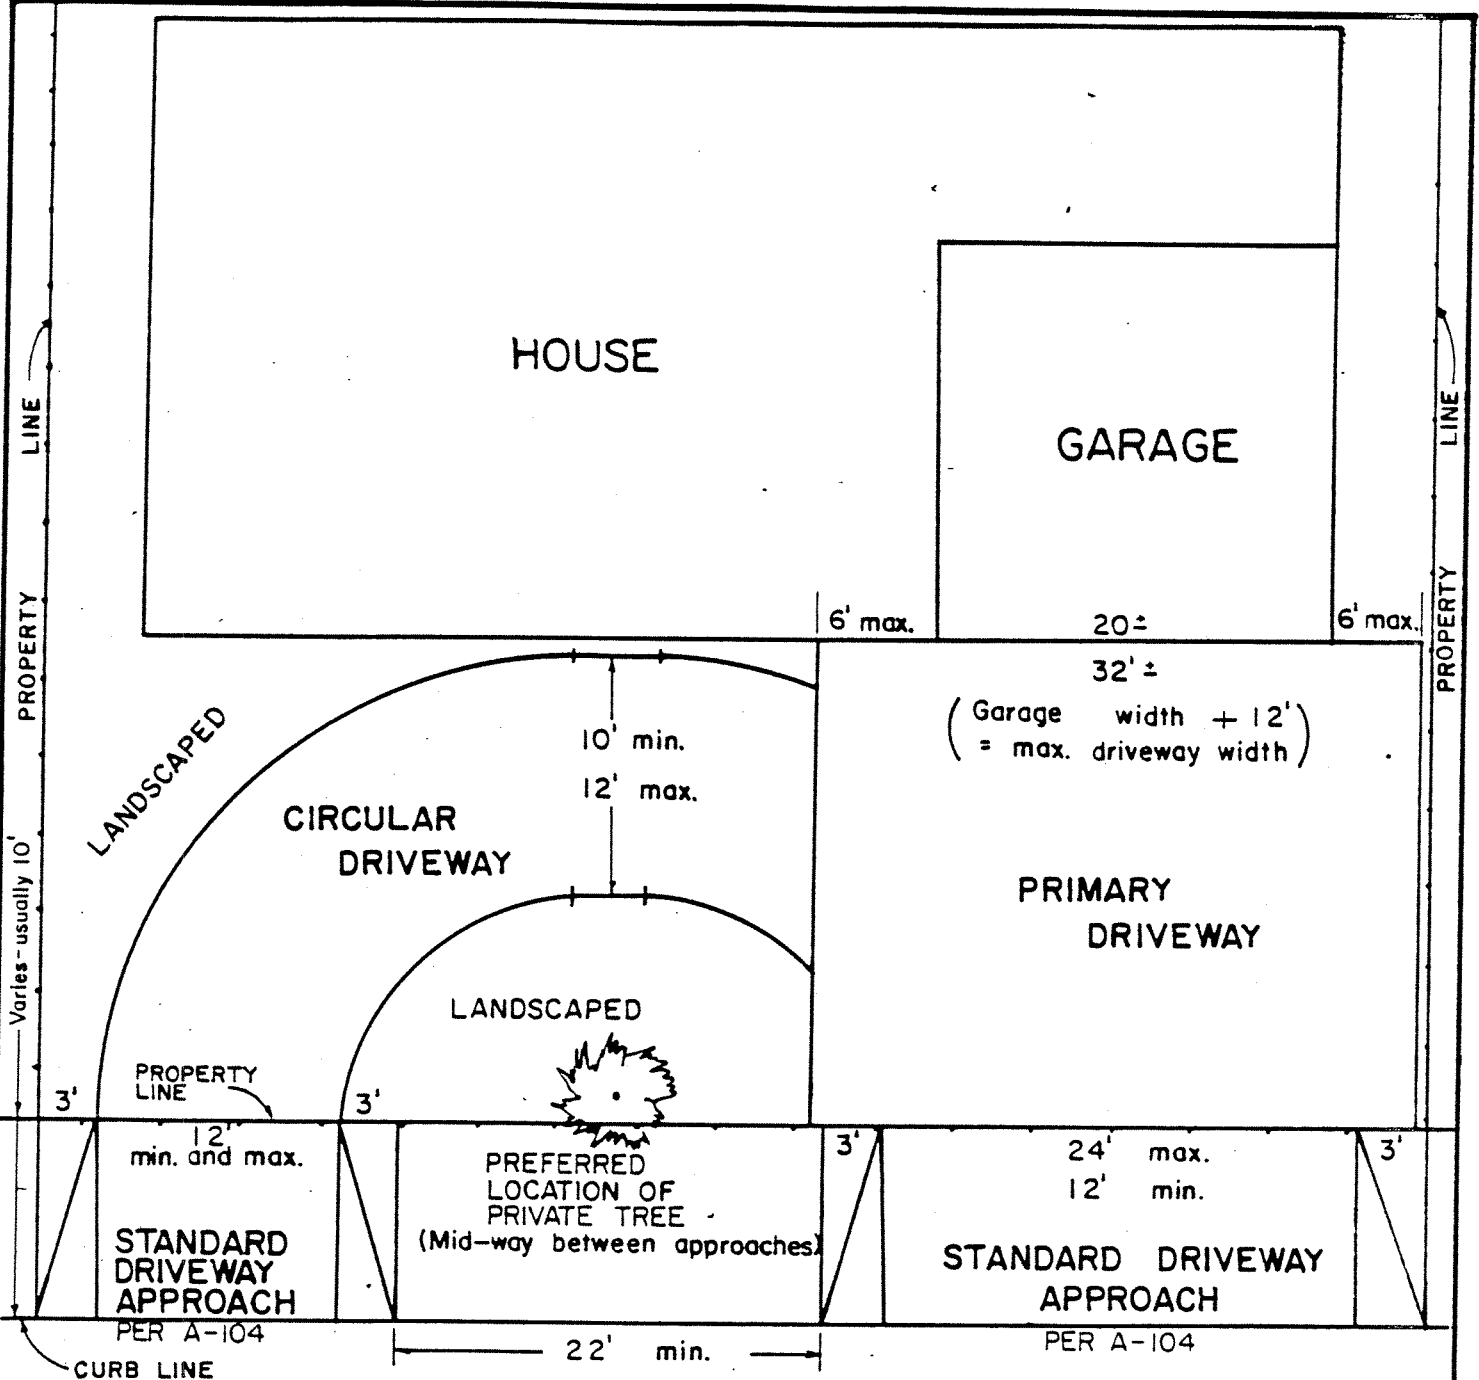 HOUSE
GARAGE
LINE
PROPERTY
LINE
PROPERTY
6' max.
20±
6' max.
32' ±
(Garage width + 12'
= max. driveway width)
10' min.
12' max.
LANDSCAPED
CIRCULAR
DRIVEWAY
PRIMARY
DRIVEWAY
Varies-usually 10'
LANDSCAPED
PROPERTY
LINE
3'
3'
12'
min. and max.
3'
24' max.
12' min.
3'
PREFERRED
LOCATION OF
PRIVATE TREE
(Mid-way between approaches)
STANDARD
DRIVEWAY
APPROACH
PER A-104
STANDARD DRIVEWAY
APPROACH
PER A-104
22' min.
CURB LINE